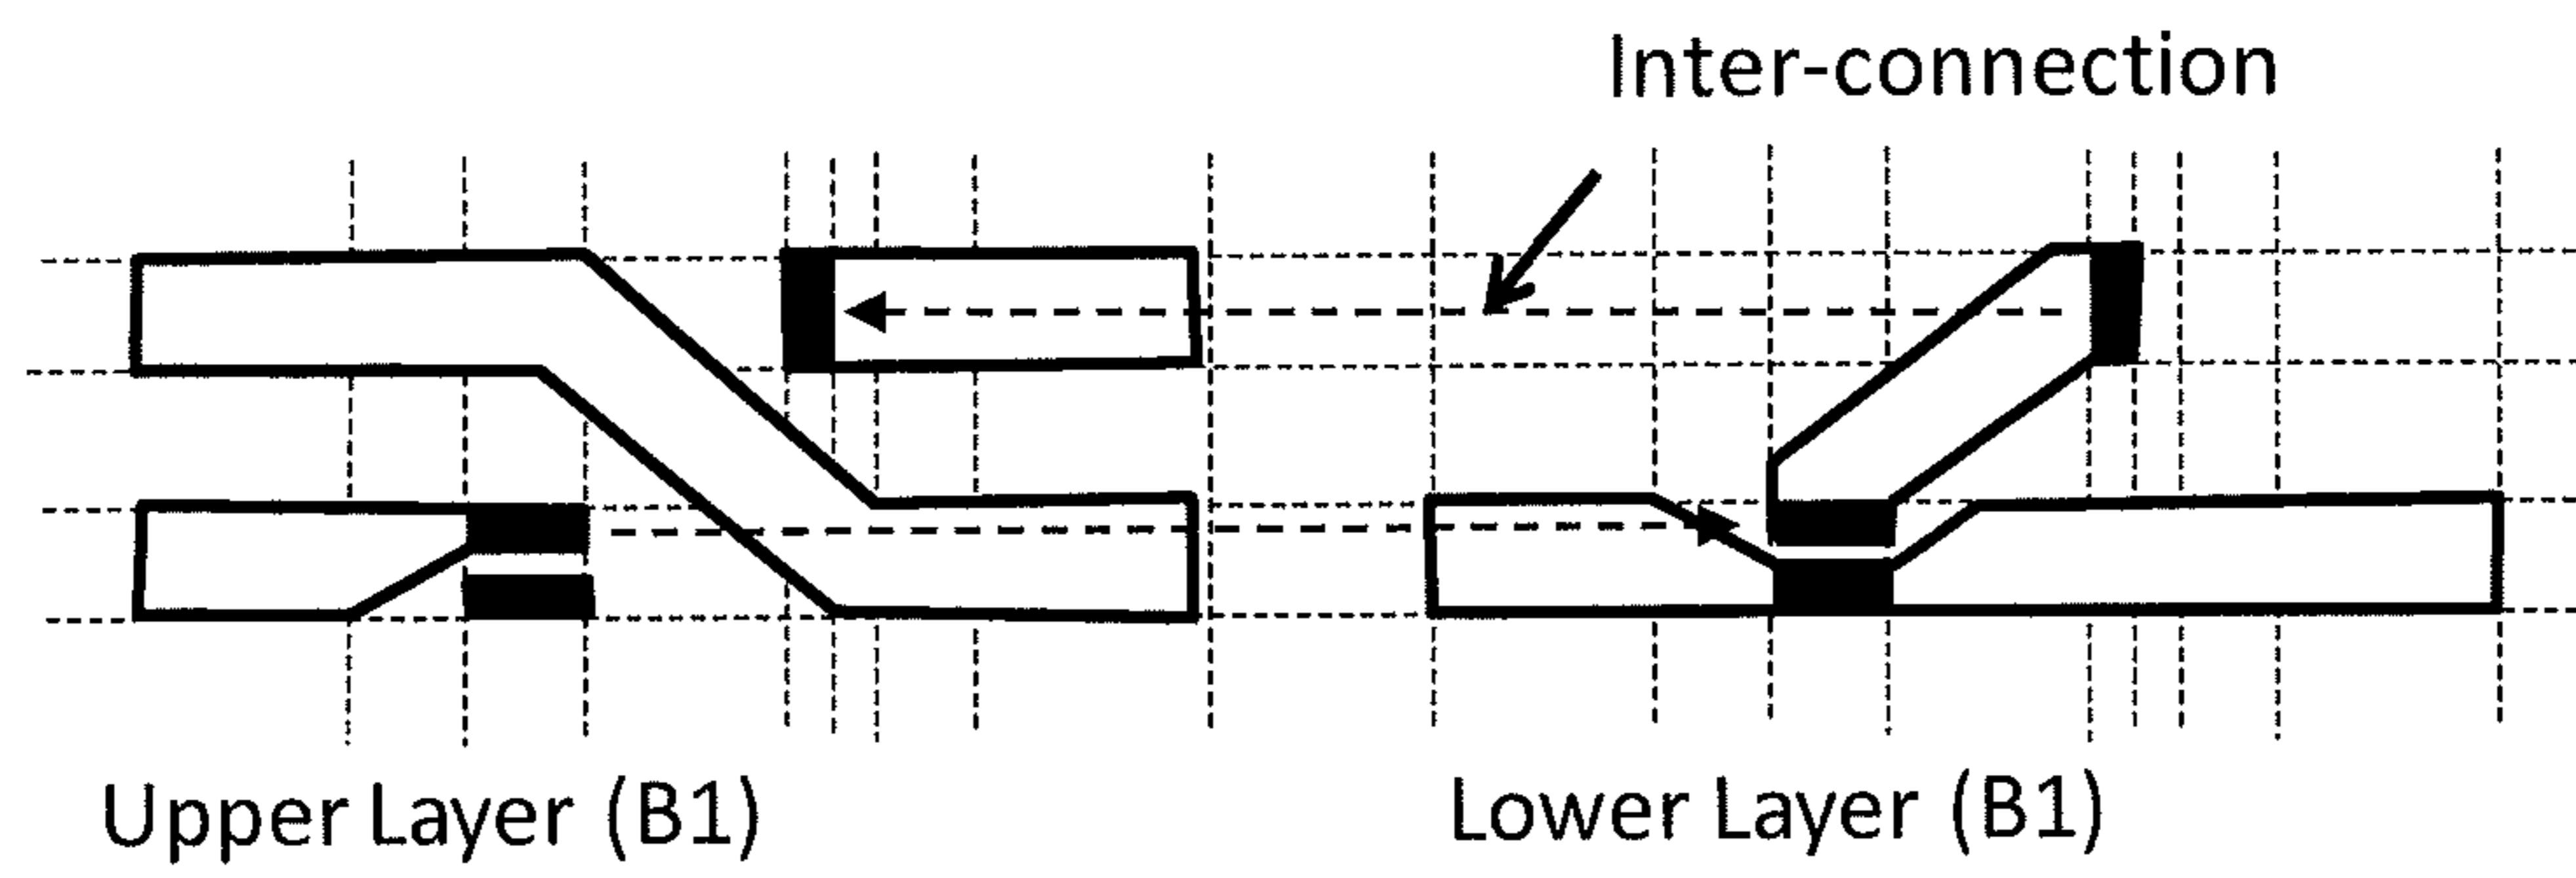 Inter-connection
Upper Layer (B1)
Lower Layer (B1)